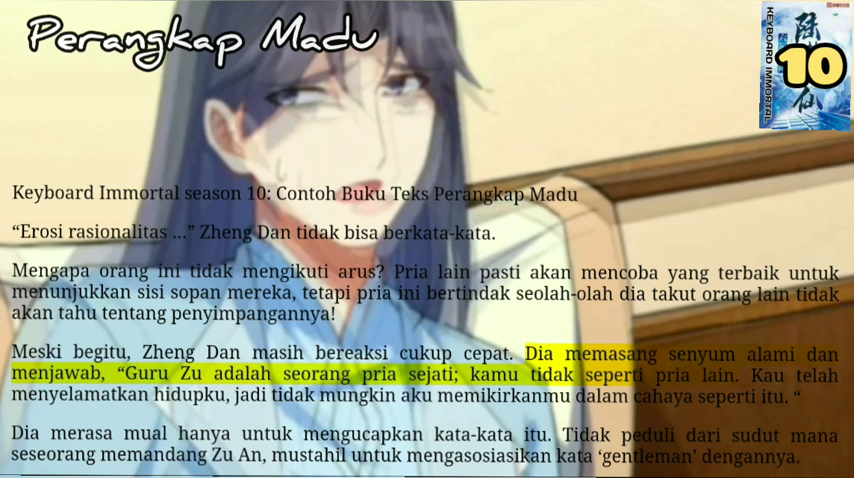 Perangkap Madu
KEYBOARD IMMORTAL
10
Keyboard Immortal season 10: Contoh Buku Teks Perangkap Madu
“Erosi rasionalitas ...” Zheng Dan tidak bisa berkata-kata.
Mengapa orang ini tidak mengikuti arus? Pria lain pasti akan mencoba yang terbaik untuk
menunjukkan sisi sopan mereka, tetapi pria ini bertindak seolah-olah dia takut orang lain tidak
akan tahu tentang penyimpangannya!
Meski begitu, Zheng Dan masih bereaksi cukup cepat. Dia memasang senyum alami dan
menjawab, “Guru Zu adalah seorang pria sejati; kamu tidak seperti pria lain. Kau telah
menyelamatkan hidupku, jadi tidak mungkin aku memikirkanmu dalam cahaya seperti itu. “
Dia merasa mual hanya untuk mengucapkan kata-kata itu. Tidak peduli dari sudut mana
seseorang memandang Zu An, mustahil untuk mengasosiasikan kata ‘gentleman’ dengannya.